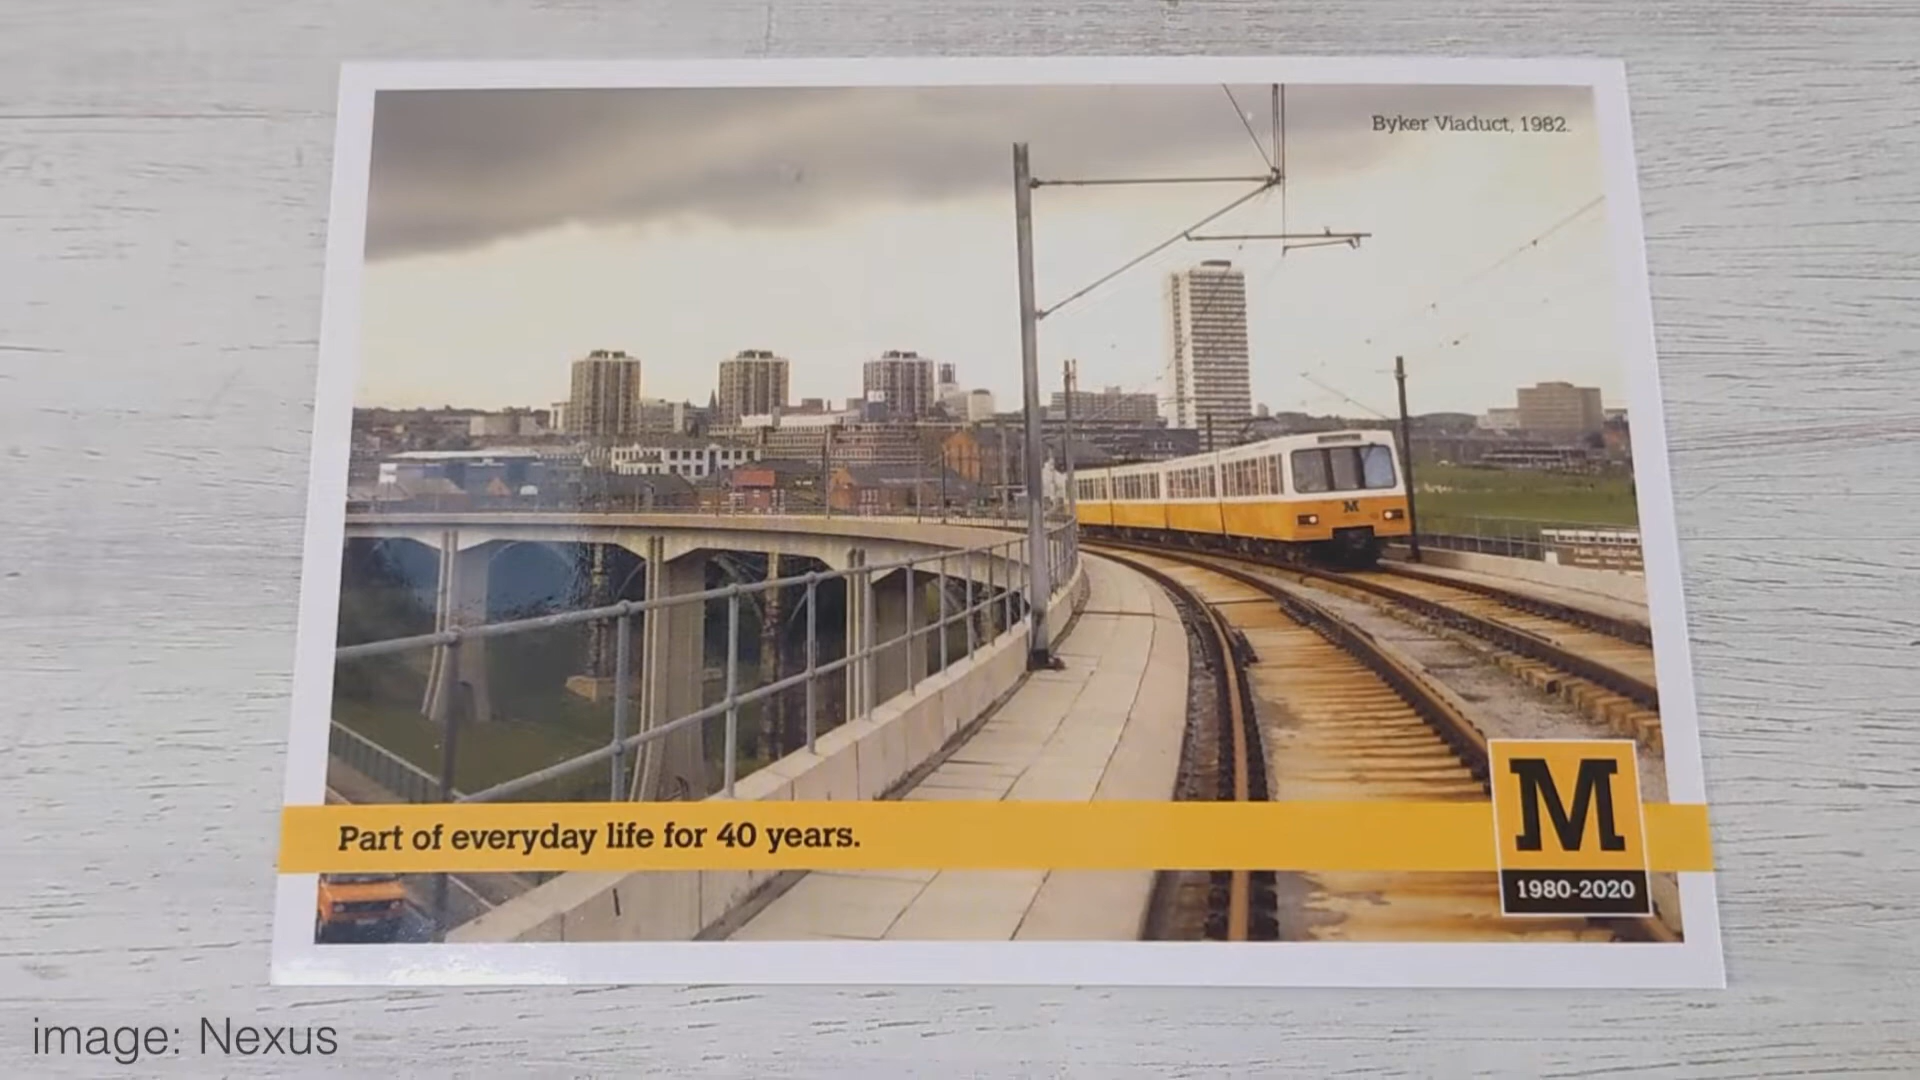 Byker Viaduct, 1982.
M
Part of everyday life for 40 years.
M
1980-2020
image: Nexus